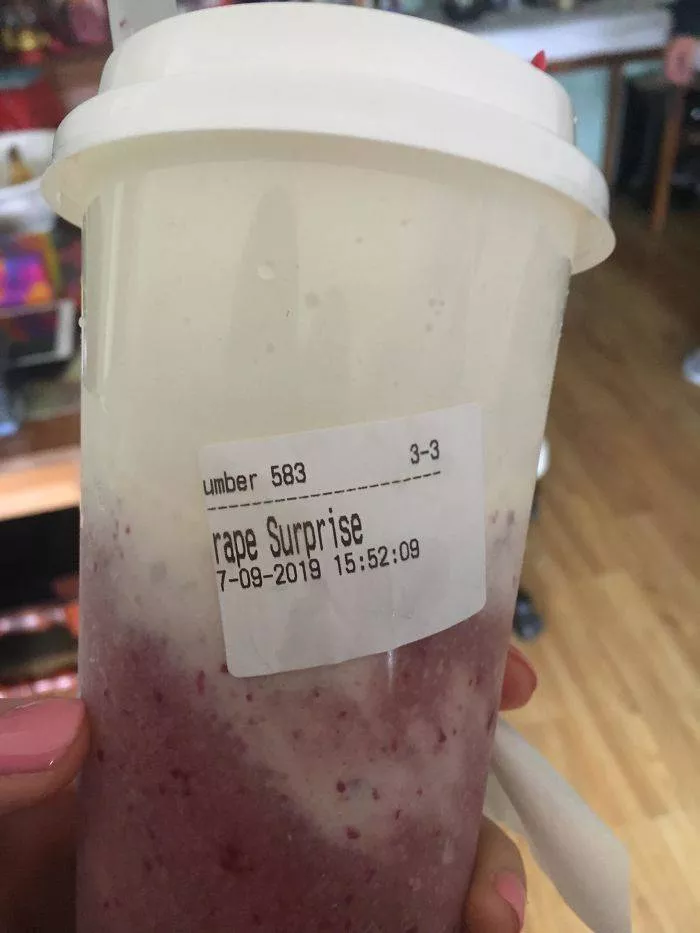 umber 583 3-3
rape Surprise
7-09-2019 15:52:09